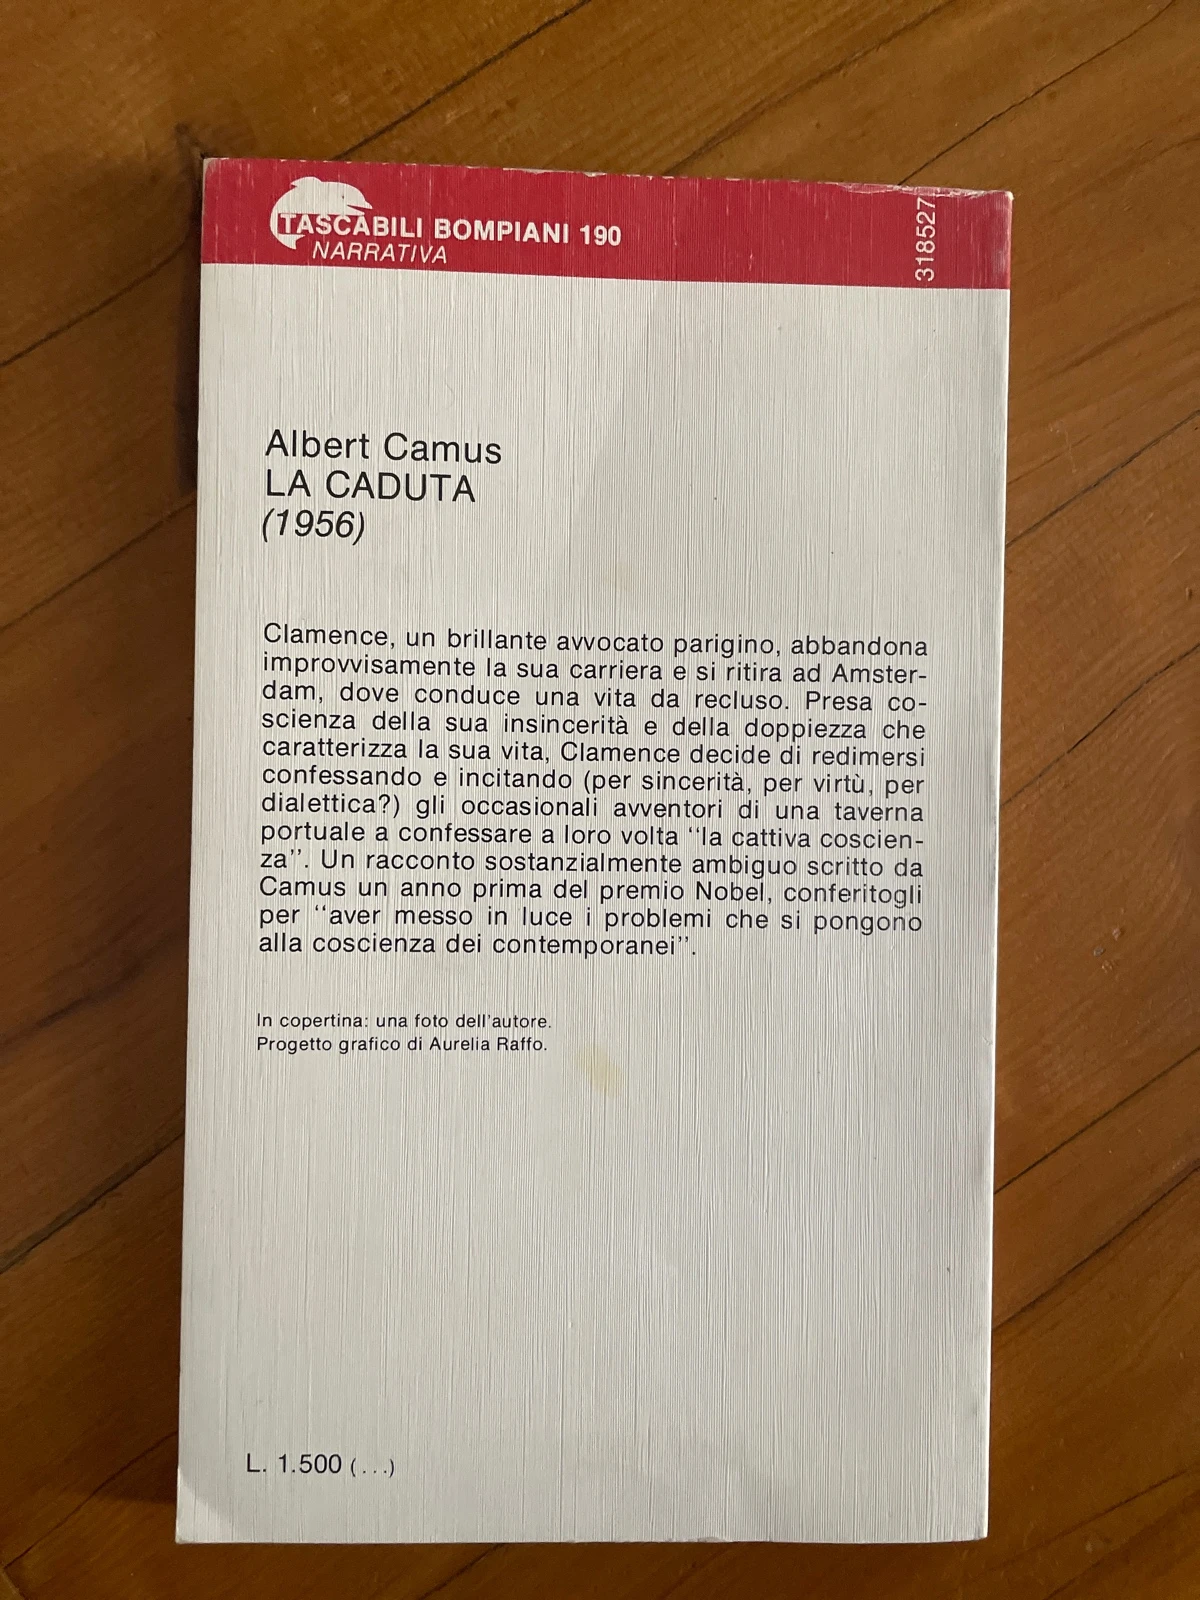 TASCABILI BOMPIANI 190
NARRATIVA
318527
Albert Camus
LA CADUTA
(1956)
Clamence, un brillante avvocato parigino, abbandona
improvvisamente la sua carriera e si ritira ad Amster-
dam, dove conduce una vita da recluso. Presa co-
scienza della sua insincerità e della doppiezza che
caratterizza la sua vita, Clamence decide di redimersi
confessando e incitando (per sincerità, per virtù, per
dialettica?) gli occasionali avventori di una taverna
portuale a confessare a loro volta ‘‘la cattiva coscien-
za’’. Un racconto sostanzialmente ambiguo scritto da
Camus un anno prima del premio Nobel, conferitogli
per ‘‘aver messo in luce i problemi che si pongono
alla coscienza dei contemporanei’’.
In copertina: una foto dell'autore.
Progetto grafico di Aurelia Raffo.
L. 1.500 (...)